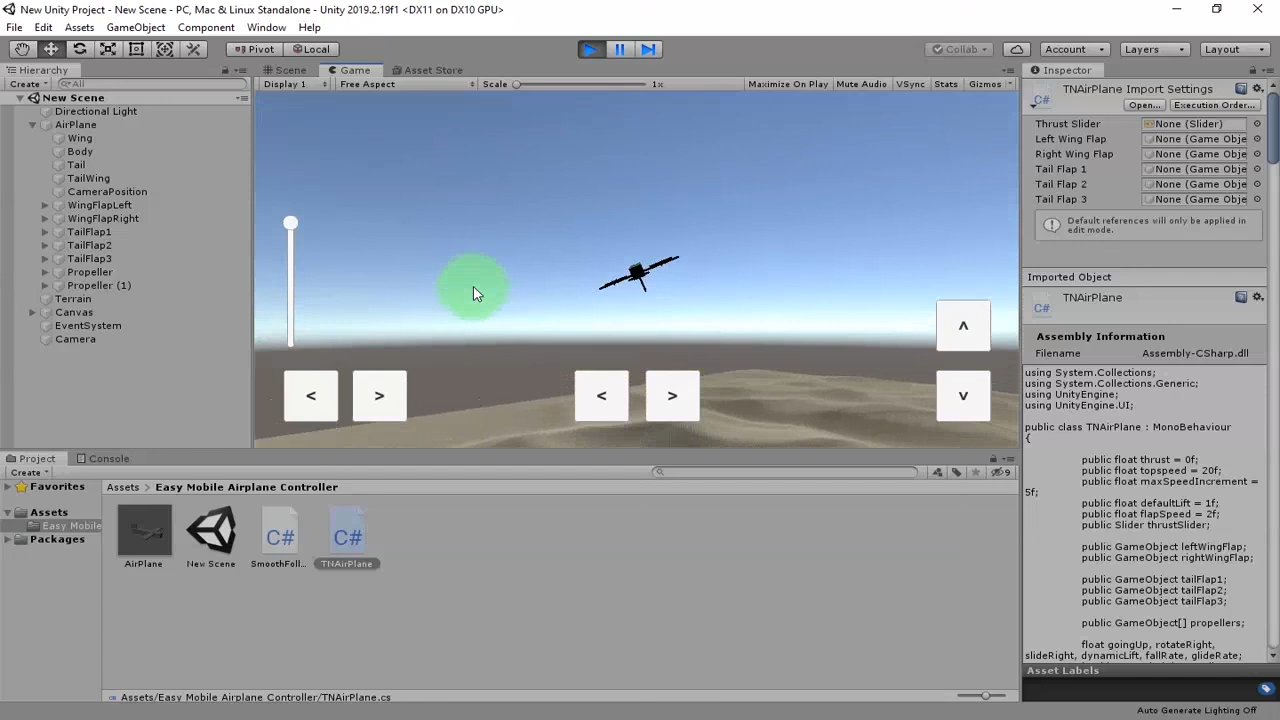 New Unity Project - New Scene - PC, Mac & Linux Standalone - Unity 2019.2.19f1 <DX11 on DX10 GPU>
File Edit Assets GameObject Component Window Help
Pivot Local Collab Account Layers Layout
Hierarchy
Create All
New Scene
Directional Light
AirPlane
Wing
Body
Tail
TailWing
CameraPosition
WingFlapLeft
WingFlapRight
TailFlap1
TailFlap2
TailFlap3
Propeller
Propeller (1)
Terrain
Canvas
EventSystem
Camera
Scene Game Asset Store
Display 1 Free Aspect Scale 1x Maximize On Play Mute Audio VSync Stats Gizmos
< > < > ^ v
Inspector
TNAirPlane Import Settings
Open... Execution Order...
Thrust Slider None (Slider)
Left Wing Flap None (Game Obje
Right Wing Flap None (Game Obje
Tail Flap 1 None (Game Obje
Tail Flap 2 None (Game Obje
Tail Flap 3 None (Game Obje
Default references will only be applied in
edit mode.
Imported Object
TNAirPlane
Assembly Information
Filename Assembly-CSharp.dll
using System.Collections;
using System.Collections.Generic;
using UnityEngine;
using UnityEngine.UI;
public class TNAirPlane : MonoBehaviour
{
public float thrust = 0f;
public float topspeed = 20f;
public float maxSpeedIncrement =
5f;
public float defaultLift = 1f;
public float flapSpeed = 2f;
public Slider thrustSlider;
public GameObject leftWingFlap;
public GameObject rightWingFlap;
public GameObject tailFlap1;
public GameObject tailFlap2;
public GameObject tailFlap3;
public GameObject[] propellers;
float goingUp, rotateRight,
slideRight, dynamicLift, fallRate, glideRate;
Asset Labels
Project Console
Create 9
Favorites
Assets
Easy Mobile
Packages
Assets > Easy Mobile Airplane Controller
C# C#
AirPlane New Scene SmoothFoll... TNAirPlane
Assets/Easy Mobile Airplane Controller/TNAirPlane.cs
Auto Generate Lighting Off